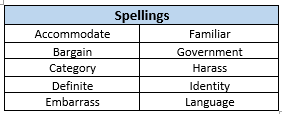 Spellings
Accommodate Familiar
Bargain Government
Category Harass
Definite Identity
Embarrass Language